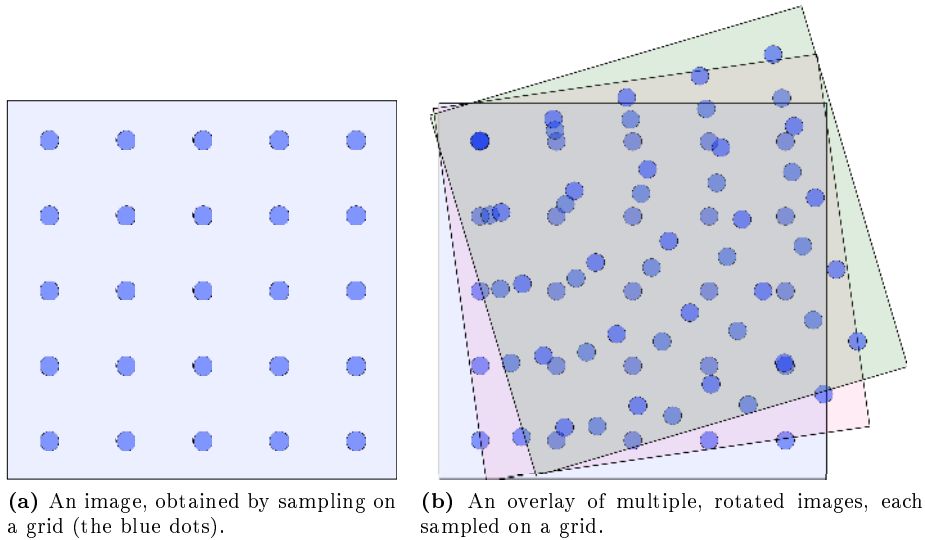 (a) An image, obtained by sampling on
a grid (the blue dots).
(b) An overlay of multiple, rotated images, each
sampled on a grid.